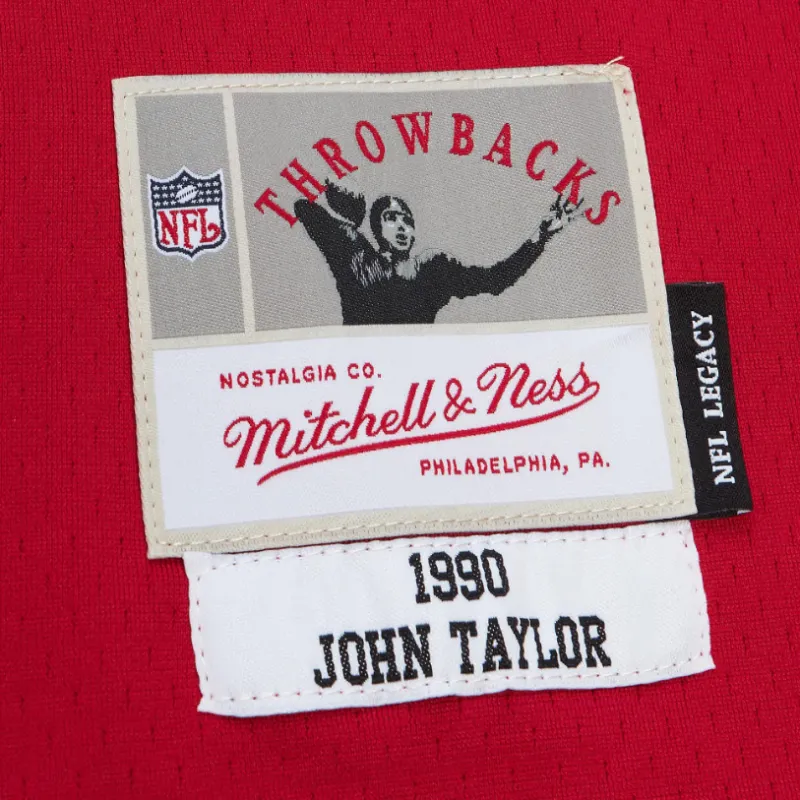 THROWBACKS
NFL
NOSTALGIA CO.
Mitchell & Ness
PHILADELPHIA, PA.
NFL LEGACY
1990
JOHN TAYLOR